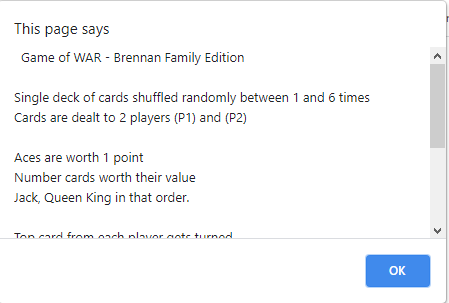 This page says
Game of WAR - Brennan Family Edition
Single deck of cards shuffled randomly between 1 and 6 times
Cards are dealt to 2 players (P1) and (P2)
Aces are worth 1 point
Number cards worth their value
Jack, Queen King in that order.
Top card from each player gets turned
OK